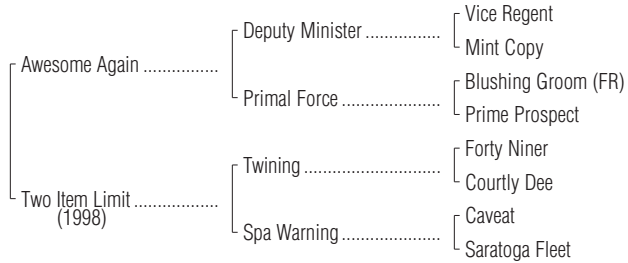 Vice Regent
Deputy Minister ..................
Mint Copy
Awesome Again ................
Blushing Groom (FR)
Primal Force .......................
Prime Prospect
Forty Niner
Twining ................................
Courtly Dee
Two Item Limit ..................
(1998)
Caveat
Spa Warning .......................
Saratoga Fleet